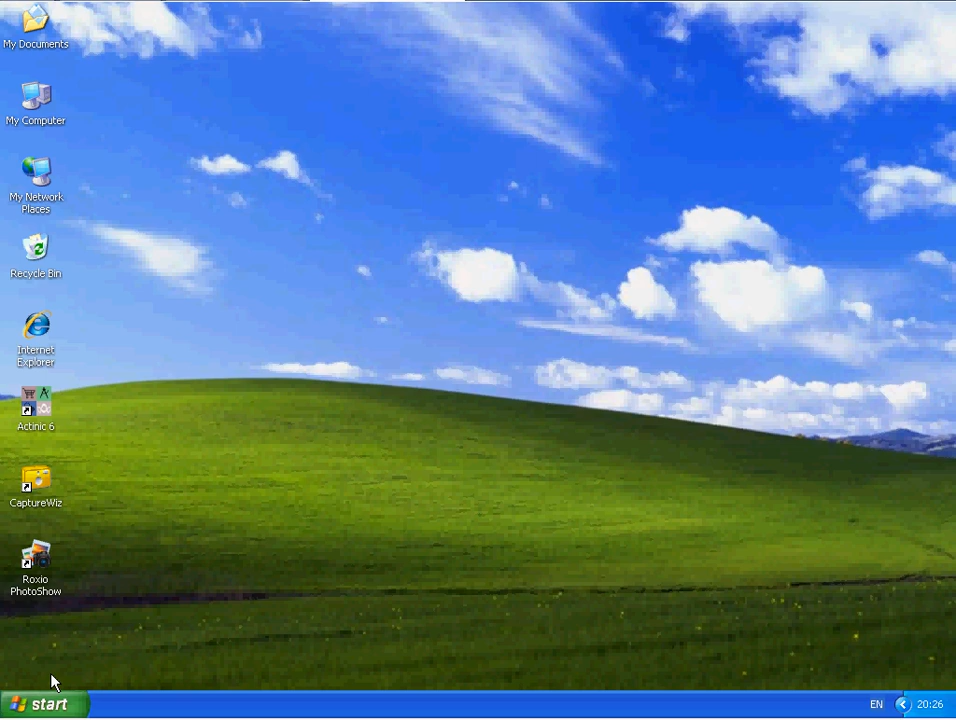 My Documents
My Computer
My Network
Places
Recycle Bin
Internet
Explorer
Actinic 6
CaptureWiz
Roxio
PhotoShow
start
EN
20:26